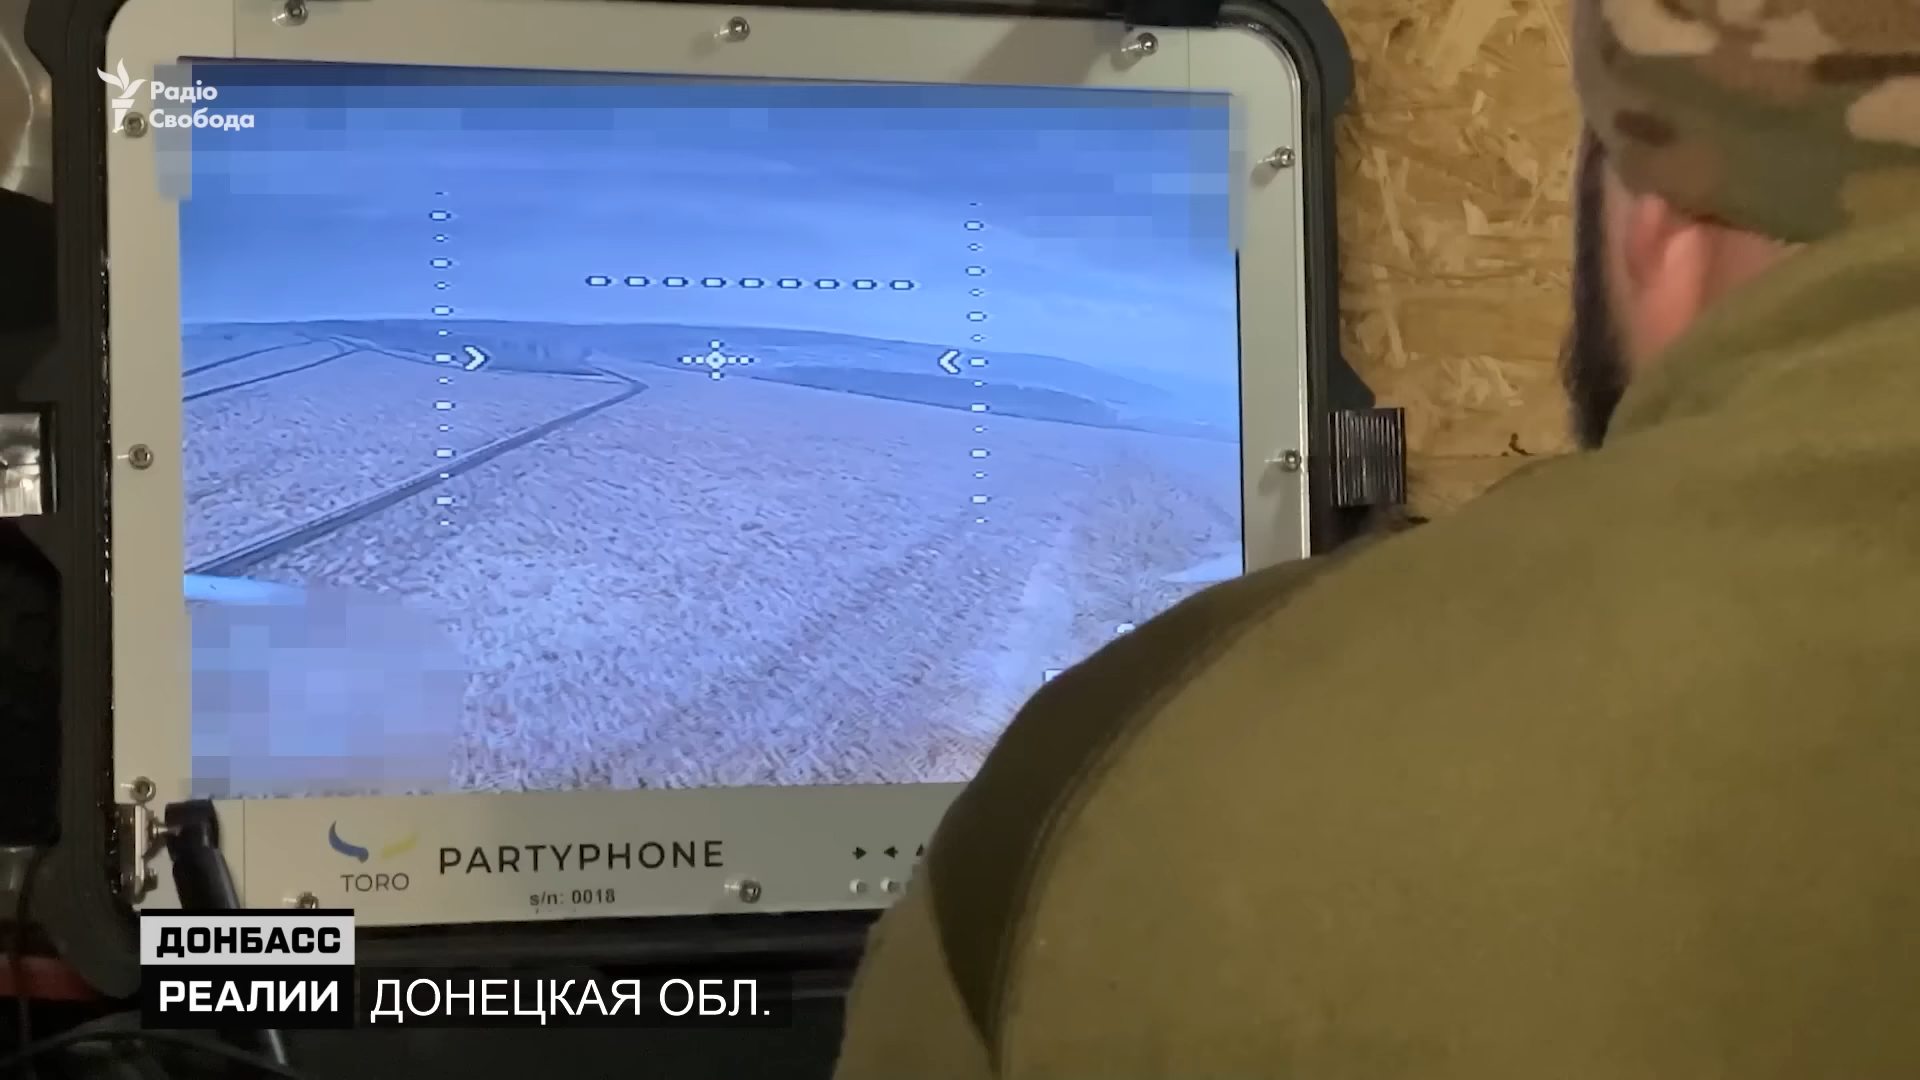 Радіо
Свобода
PARTYPHONE
TORO
s/n: 0018
ДОНБАСС
РЕАЛИИ
ДОНЕЦКАЯ ОБЛ.